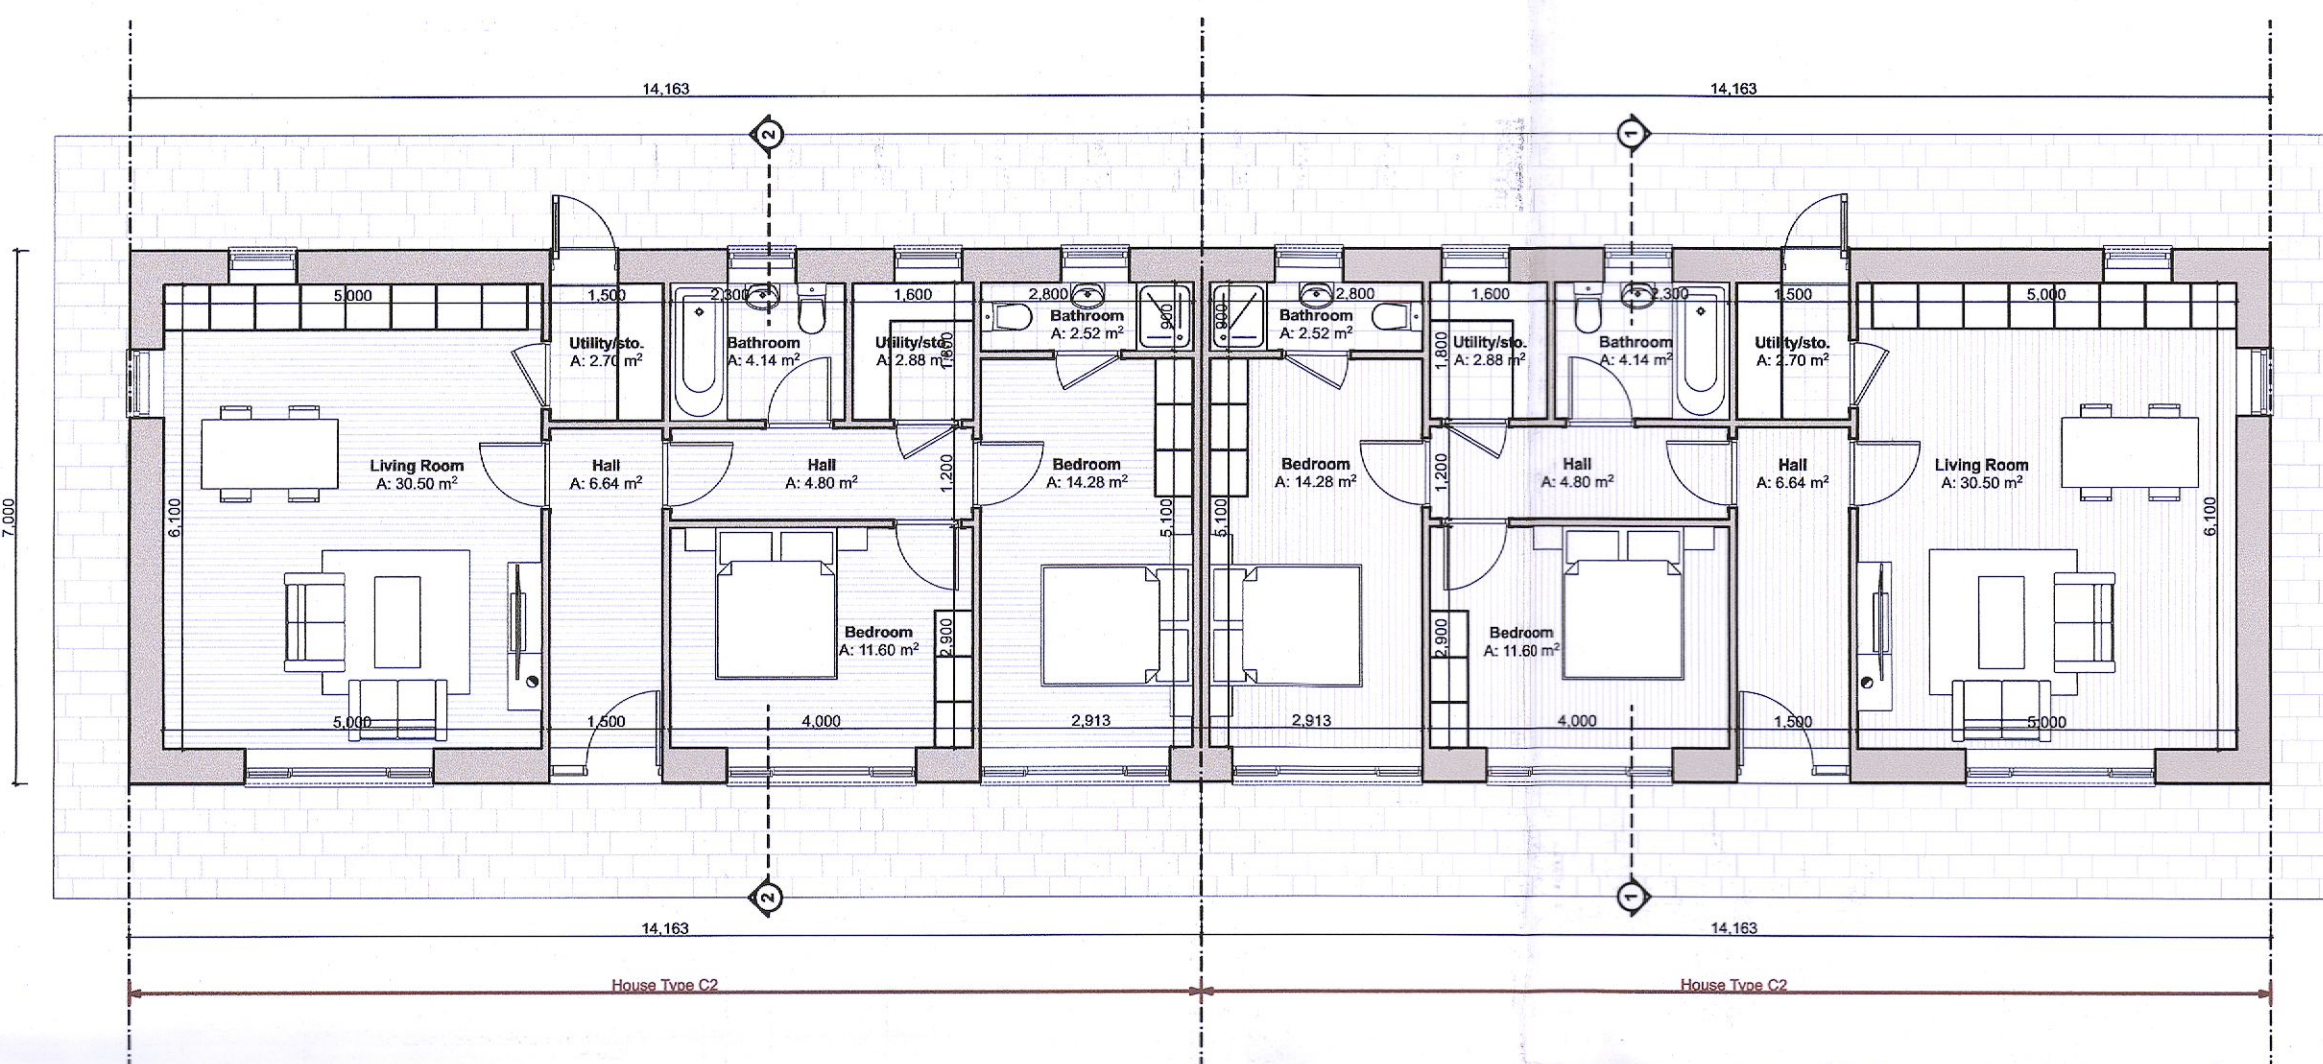 14,163 14,163
2 1
5,000 1,500 2,300 1,600 2,800 2,800 1,600 2,300 1,500 5,000
900 900
Bathroom Bathroom
A: 2.52 m² A: 2.52 m²
Utility/sto. Bathroom Utility/sto. Utility/sto. Bathroom Utility/sto.
A: 2.70 m² A: 4.14 m² A: 2.88 m² A: 2.88 m² A: 4.14 m² A: 2.70 m²
1,800 1,800
Living Room Hall Hall Bedroom Bedroom Hall Hall Living Room
A: 30.50 m² A: 6.64 m² A: 4.80 m² A: 14.28 m² A: 14.28 m² A: 4.80 m² A: 6.64 m² A: 30.50 m²
1,200 1,200
7,000 6,100 5,100 5,100 6,100
Bedroom Bedroom
A: 11.60 m² A: 11.60 m²
2,900 2,900
5,000 1,500 4,000 2,913 2,913 4,000 1,500 5,000
2 1
14,163 14,163
House Type C2 House Type C2